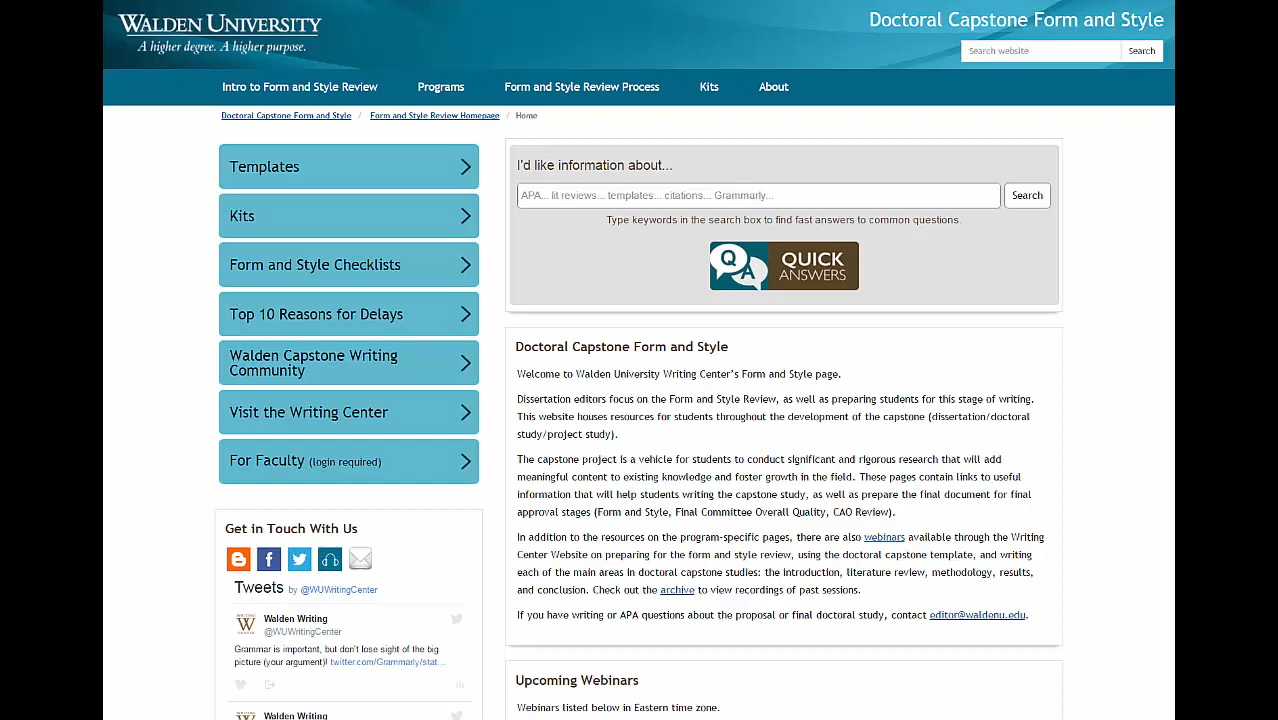 WALDEN UNIVERSITY
A higher degree. A higher purpose.
Doctoral Capstone Form and Style
Search website
Search
Intro to Form and Style Review
Programs
Form and Style Review Process
Kits
About
Doctoral Capstone Form and Style / Form and Style Review Homepage / Home
Templates
Kits
Form and Style Checklists
Top 10 Reasons for Delays
Walden Capstone Writing
Community
Visit the Writing Center
For Faculty (login required)
Get in Touch With Us
Tweets by @WUWritingCenter
WRITING
W
CENTER
Walden Writing
@WUWritingCenter
Grammar is important, but don't lose sight of the big
picture (your argument)! twitter.com/Grammarly/stat...
Walden Writing
I'd like information about...
APA... lit reviews... templates... citations... Grammarly...
Search
Type keywords in the search box to find fast answers to common questions.
Q A
QUICK
ANSWERS
Doctoral Capstone Form and Style
Welcome to Walden University Writing Center's Form and Style page.
Dissertation editors focus on the Form and Style Review, as well as preparing students for this stage of writing.
This website houses resources for students throughout the development of the capstone (dissertation/doctoral
study/project study).
The capstone project is a vehicle for students to conduct significant and rigorous research that will add
meaningful content to existing knowledge and foster growth in the field. These pages contain links to useful
information that will help students writing the capstone study, as well as prepare the final document for final
approval stages (Form and Style, Final Committee Overall Quality, CAO Review).
In addition to the resources on the program-specific pages, there are also webinars available through the Writing
Center Website on preparing for the form and style review, using the doctoral capstone template, and writing
each of the main areas in doctoral capstone studies: the introduction, literature review, methodology, results,
and conclusion. Check out the archive to view recordings of past sessions.
If you have writing or APA questions about the proposal or final doctoral study, contact editor@waldenu.edu.
Upcoming Webinars
Webinars listed below in Eastern time zone.